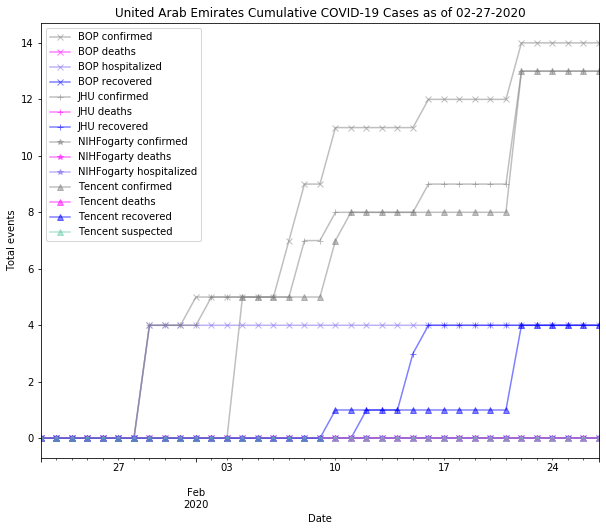 United Arab Emirates Cumulative COVID-19 Cases as of 02-27-2020
BOP confirmed
BOP deaths
BOP hospitalized
BOP recovered
JHU confirmed
JHU deaths
JHU recovered
NIHFogarty confirmed
NIHFogarty deaths
NIHFogarty hospitalized
Tencent confirmed
Tencent deaths
Tencent recovered
Tencent suspected
14
12
10
8
6
4
2
0
Total events
27
03
10
17
24
Feb
2020
Date